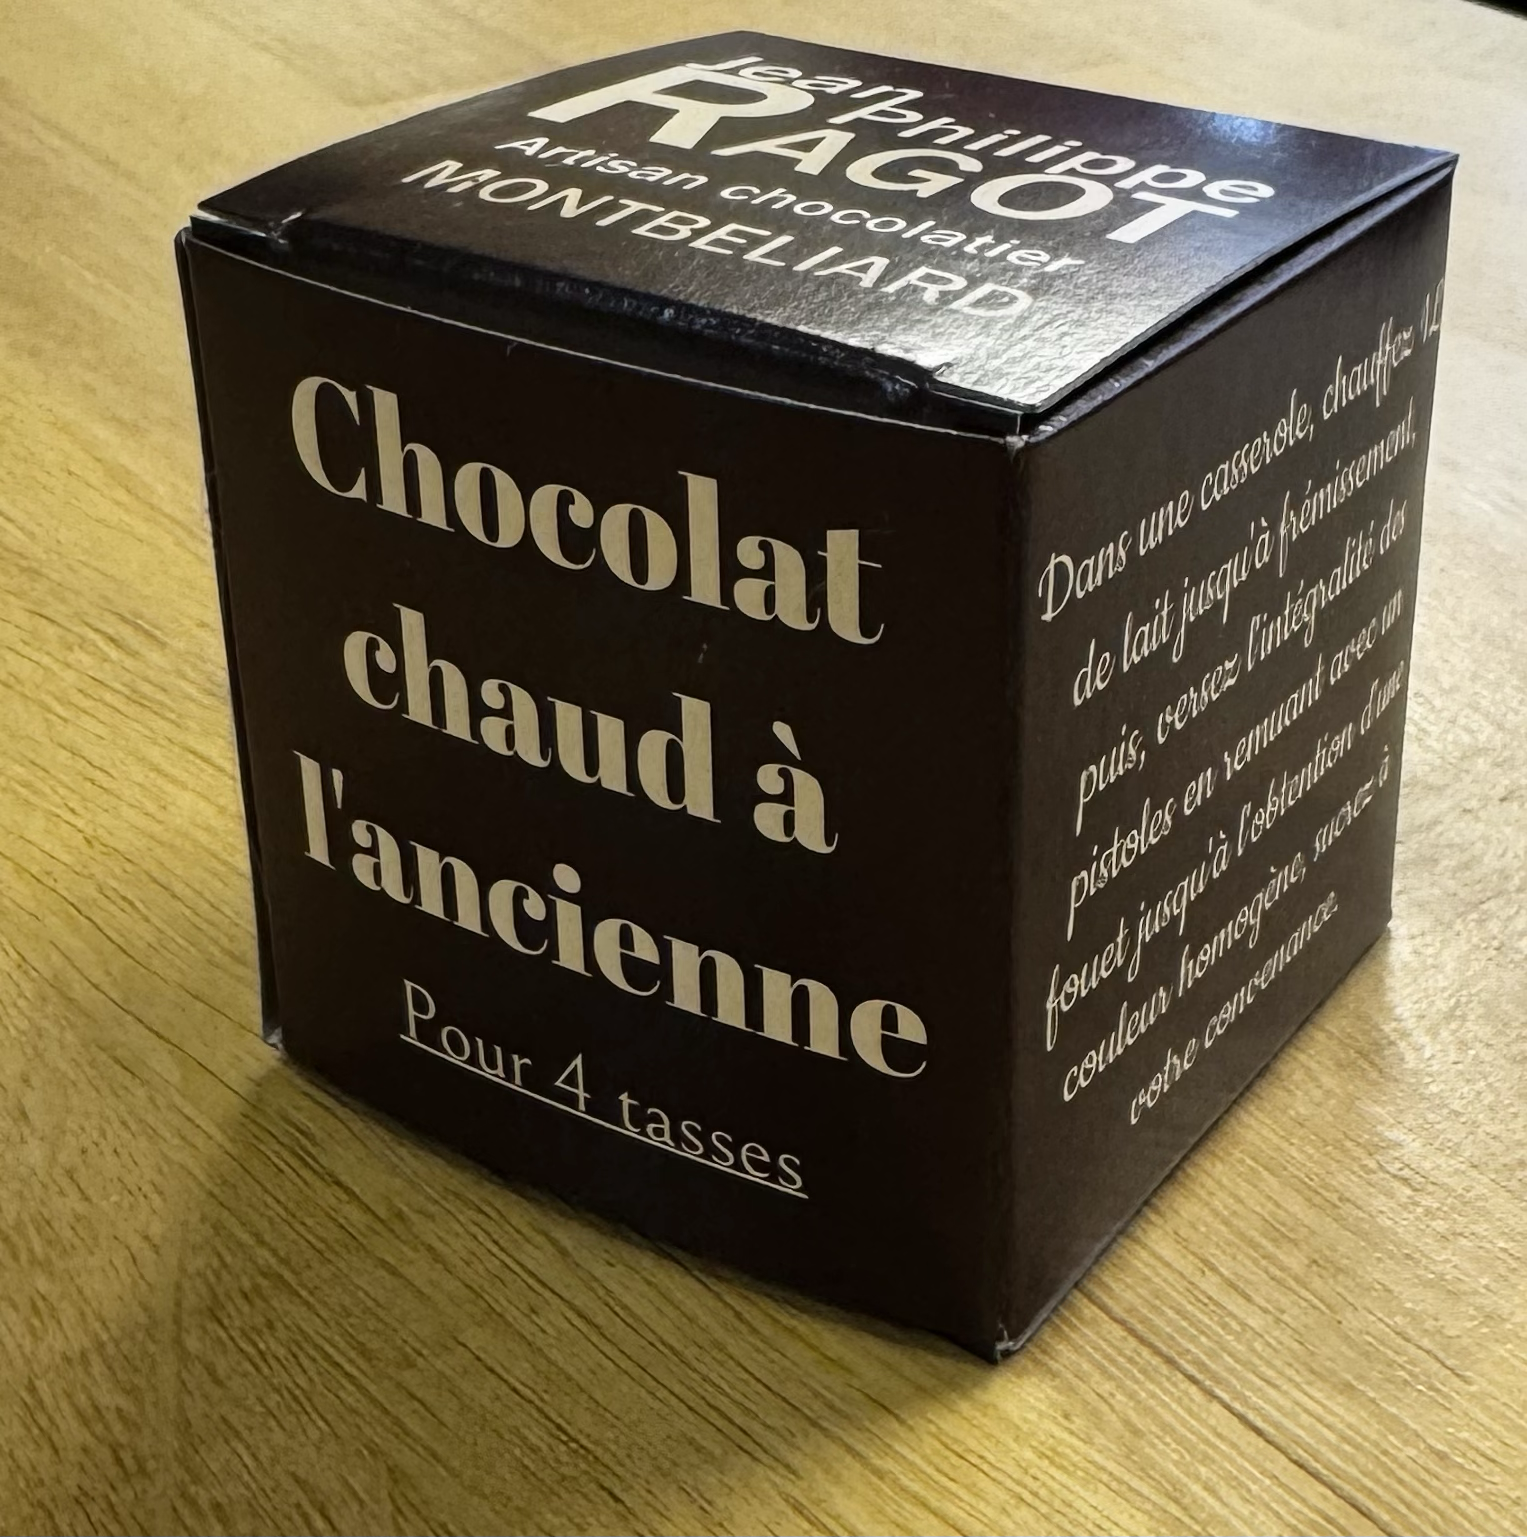 Jean Philippe
RAGOT
Artisan chocolatier
MONTBELIARD
Chocolat
chaud à
l'ancienne
Pour 4 tasses
Dans une casserole, chauffez 1L
de lait jusqu'à frémissement,
puis, versez l'intégralité des
pistoles en remuant avec un
fouet jusqu'à l'obtention d'une
couleur homogène, sucrez à
votre convenance.